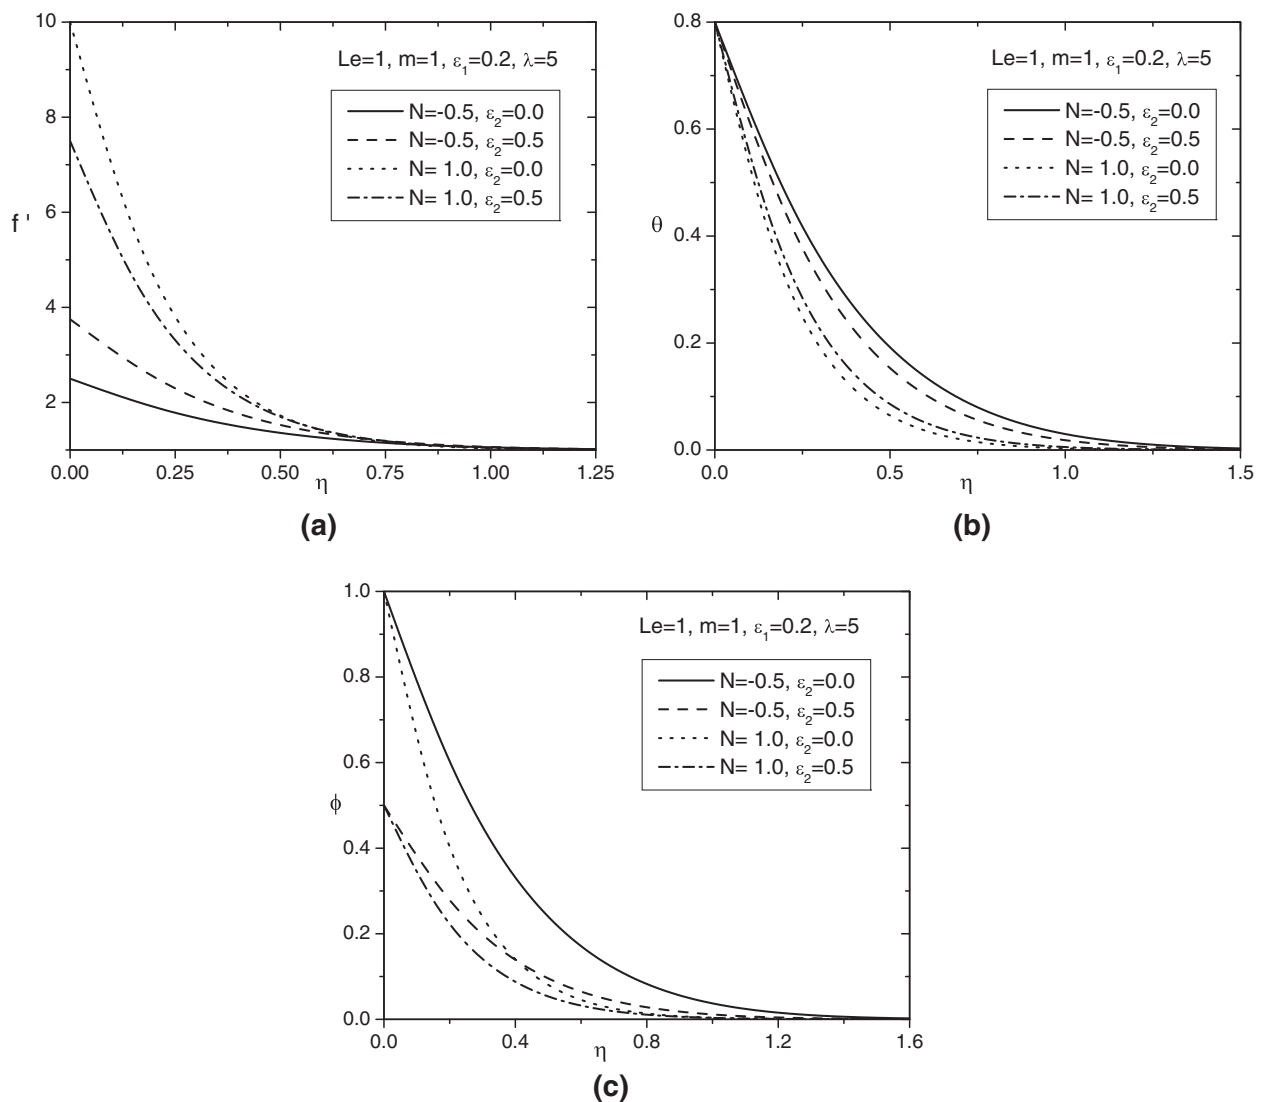 10
8
6
4
2
f '
0.00 0.25 0.50 0.75 1.00 1.25
η
Le=1, m=1, ε₁=0.2, λ=5
N=-0.5, ε₂=0.0
N=-0.5, ε₂=0.5
N= 1.0, ε₂=0.0
N= 1.0, ε₂=0.5
(a)
0.8
0.6
0.4
0.2
0.0
θ
0.0 0.5 1.0 1.5
η
Le=1, m=1, ε₁=0.2, λ=5
N=-0.5, ε₂=0.0
N=-0.5, ε₂=0.5
N= 1.0, ε₂=0.0
N= 1.0, ε₂=0.5
(b)
1.0
0.8
0.6
0.4
0.2
0.0
ϕ
0.0 0.4 0.8 1.2 1.6
η
Le=1, m=1, ε₁=0.2, λ=5
N=-0.5, ε₂=0.0
N=-0.5, ε₂=0.5
N= 1.0, ε₂=0.0
N= 1.0, ε₂=0.5
(c)